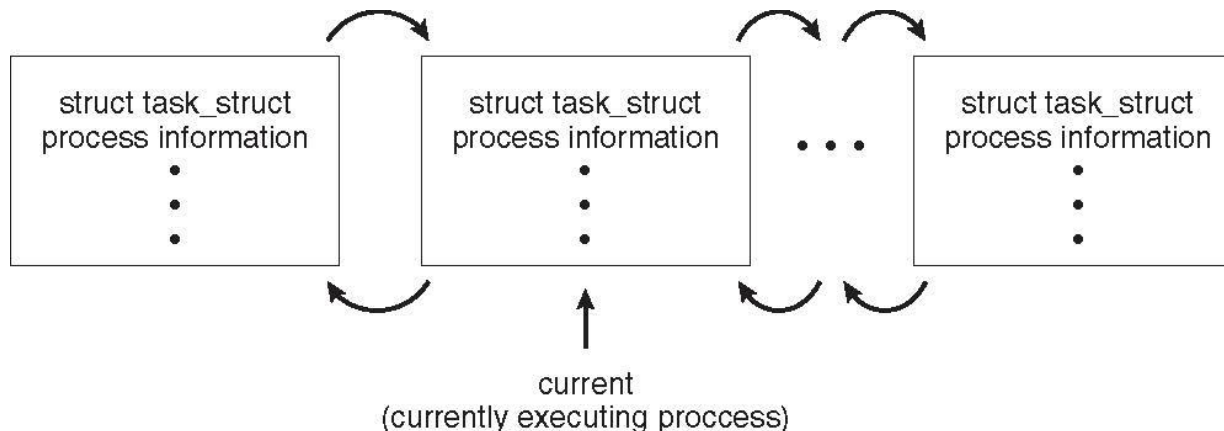 struct task_struct
process information
struct task_struct
process information
struct task_struct
process information
current
(currently executing proccess)